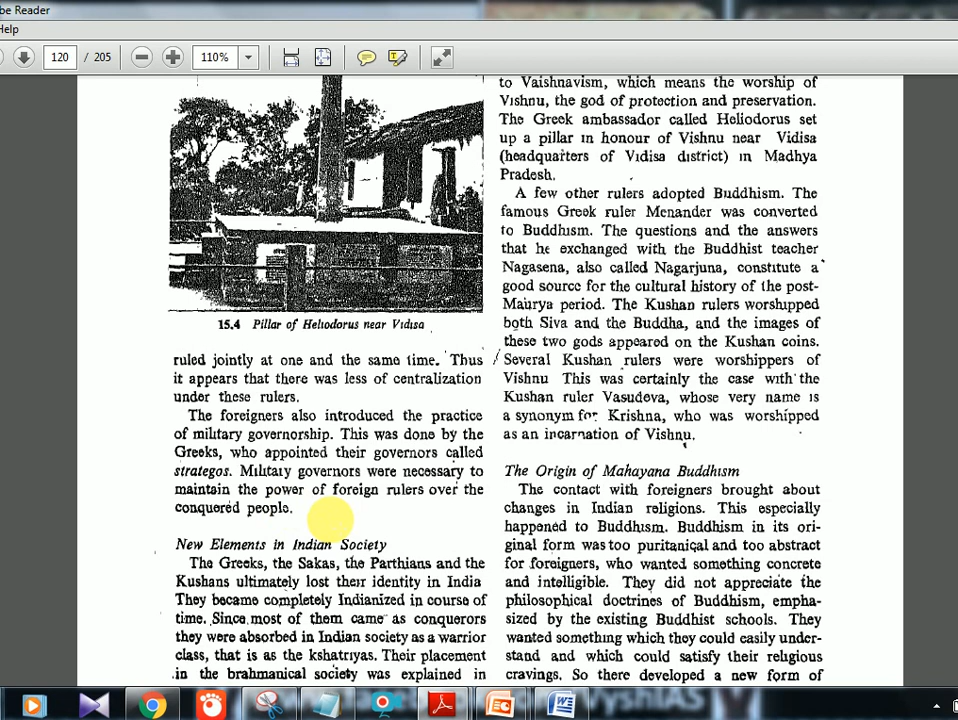 be Reader
Help
120 / 205
110%
15.4 Pillar of Heliodorus near Vidisa
ruled jointly at one and the same time. Thus
it appears that there was less of centralization
under these rulers.
The foreigners also introduced the practice
of military governorship. This was done by the
Greeks, who appointed their governors called
strategos. Military governors were necessary to
maintain the power of foreign rulers over the
conquered people.
New Elements in Indian Society
The Greeks, the Sakas, the Parthians and the
Kushans ultimately lost their identity in India
They became completely Indianized in course of
time. Since most of them came as conquerors
they were absorbed in Indian society as a warrior
class, that is as the kshatriyas. Their placement
in the brahmanical society was explained in
to Vaishnavism, which means the worship of
Vishnu, the god of protection and preservation.
The Greek ambassador called Heliodorus set
up a pillar in honour of Vishnu near Vidisa
(headquarters of Vidisa district) in Madhya
Pradesh.
A few other rulers adopted Buddhism. The
famous Greek ruler Menander was converted
to Buddhism. The questions and the answers
that he exchanged with the Buddhist teacher
Nagasena, also called Nagarjuna, constitute a
good source for the cultural history of the post-
Maurya period. The Kushan rulers worshipped
both Siva and the Buddha, and the images of
these two gods appeared on the Kushan coins.
Several Kushan rulers were worshippers of
Vishnu This was certainly the case with the
Kushan ruler Vasudeva, whose very name is
a synonym for Krishna, who was worshipped
as an incarnation of Vishnu.
The Origin of Mahayana Buddhism
The contact with foreigners brought about
changes in Indian religions. This especially
happened to Buddhism. Buddhism in its ori-
ginal form was too puritanical and too abstract
for foreigners, who wanted something concrete
and intelligible. They did not appreciate the
philosophical doctrines of Buddhism, empha-
sized by the existing Buddhist schools. They
wanted something which they could easily under-
stand and which could satisfy their religious
cravings. So there developed a new form of